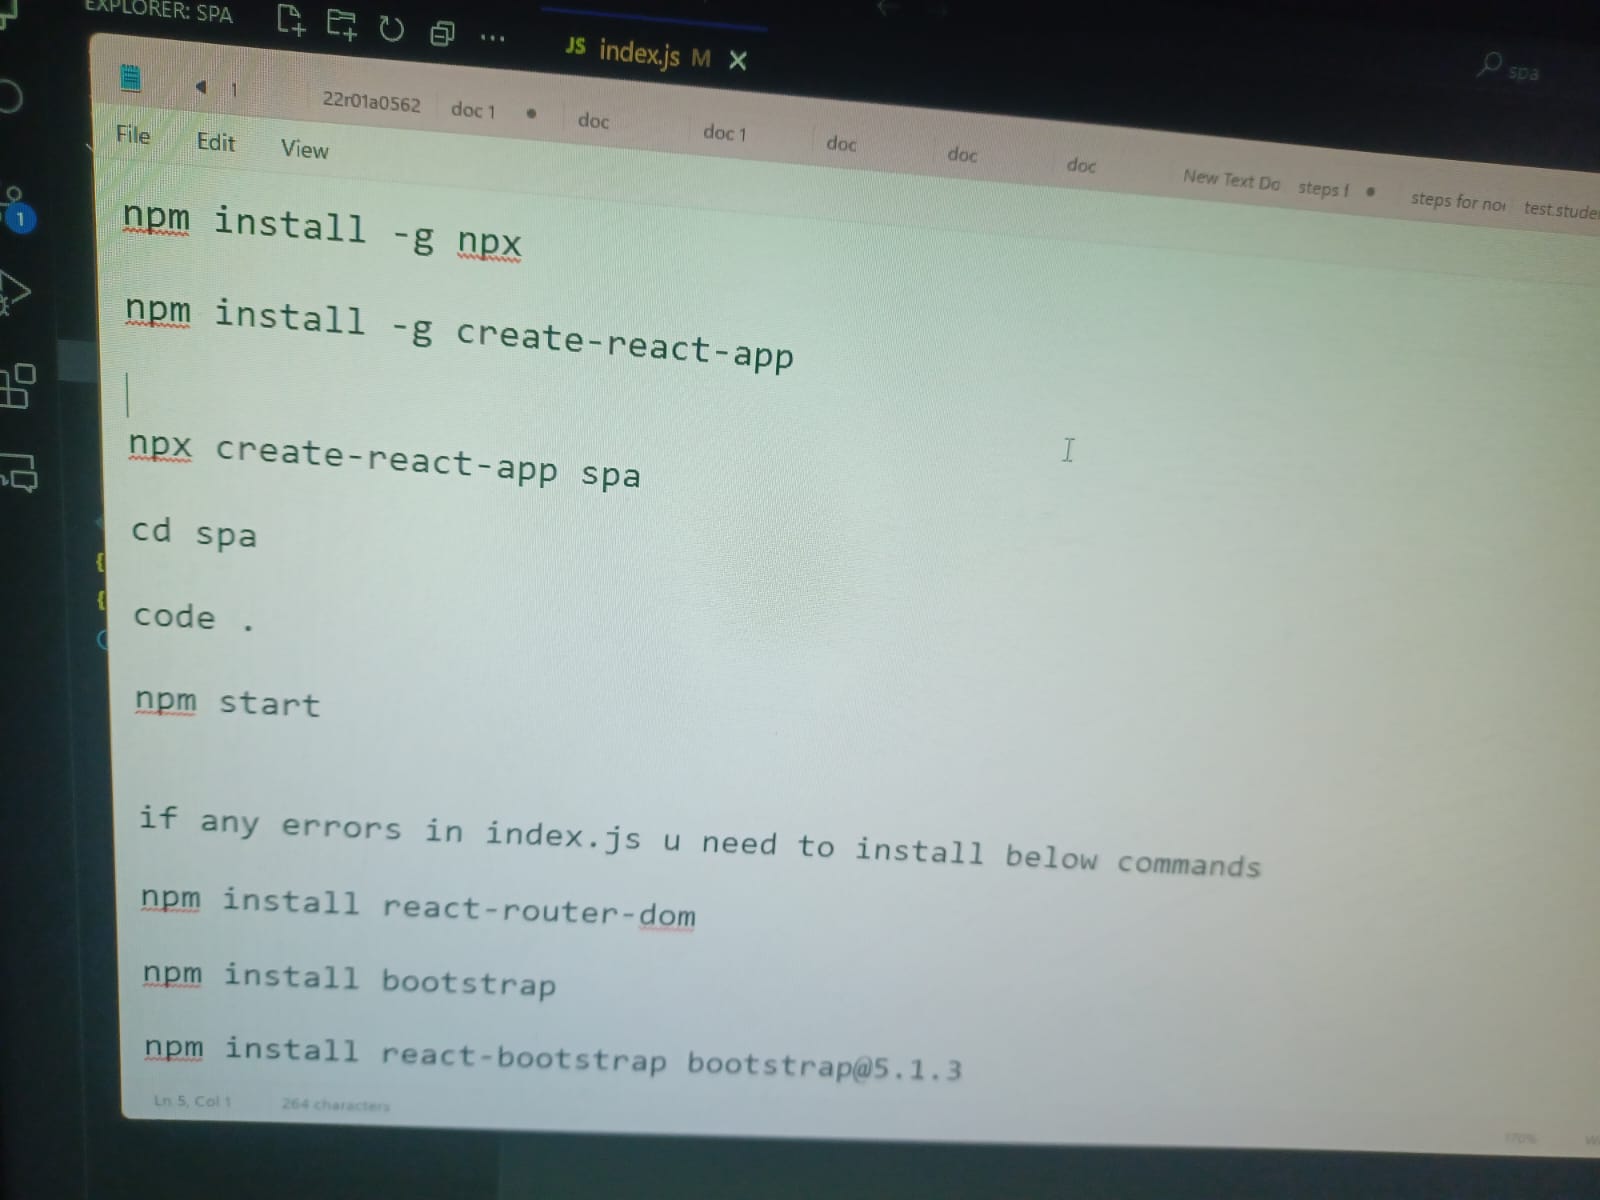 EXPLORER: SPA
JS index.js M
spa
1
22r01a0562
doc 1
doc
doc 1
doc
doc
doc
New Text Do
steps f
steps for nor
test.stude
File Edit View
npm install -g npx
npm install -g create-react-app
1
npx create-react-app spa
cd spa
code .
npm start
if any errors in index.js u need to install below commands
npm install react-router-dom
npm install bootstrap
npm install react-bootstrap bootstrap@5.1.3
Ln 5, Col 1
264 characters
170%